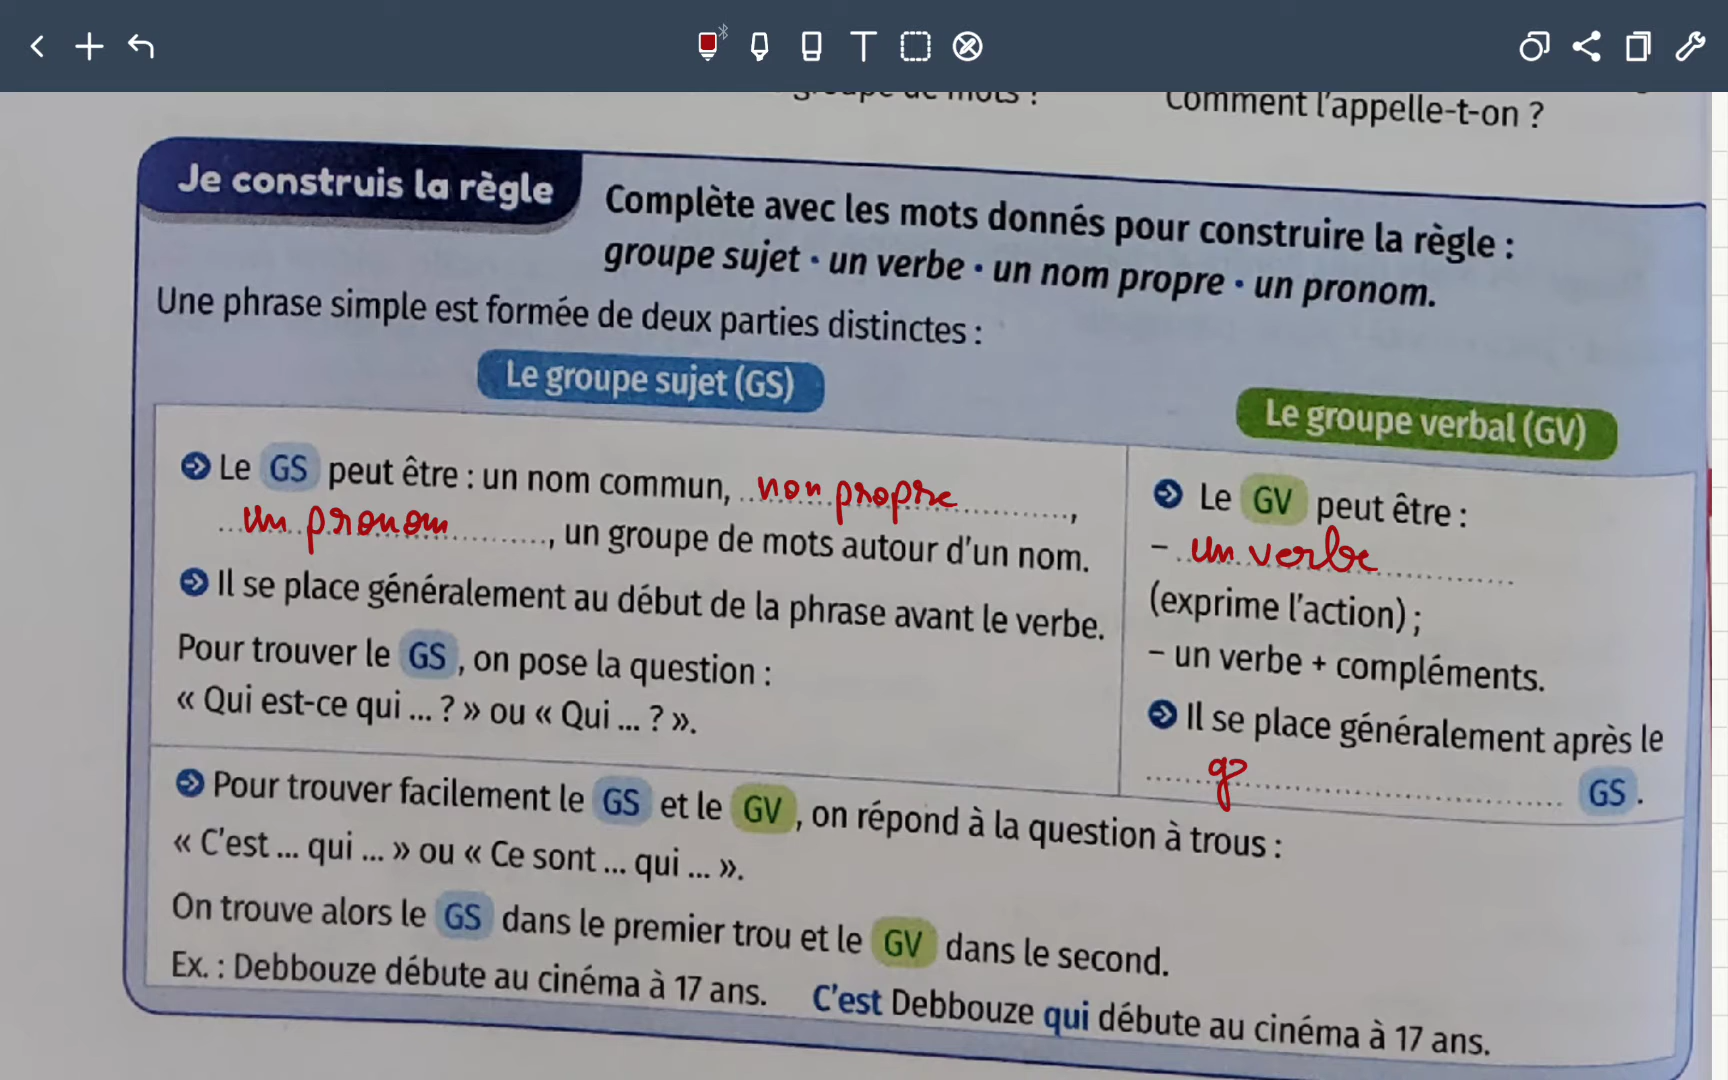 Comment l'appelle-t-on ?
Je construis la règle
Complète avec les mots donnés pour construire la règle :
groupe sujet • un verbe • un nom propre • un pronom.
Une phrase simple est formée de deux parties distinctes :
Le groupe sujet (GS)
Le GS peut être : un nom commun, non propre ,
un pronom , un groupe de mots autour d'un nom.
Il se place généralement au début de la phrase avant le verbe.
Pour trouver le GS, on pose la question :
« Qui est-ce qui ... ? » ou « Qui ... ? ».
Le groupe verbal (GV)
Le GV peut être :
– un verbe
(exprime l'action) ;
– un verbe + compléments.
Il se place généralement après le
GS.
Pour trouver facilement le GS et le GV, on répond à la question à trous :
« C'est ... qui ... » ou « Ce sont ... qui ... ».
On trouve alors le GS dans le premier trou et le GV dans le second.
Ex. : Debbouze débute au cinéma à 17 ans. C'est Debbouze qui débute au cinéma à 17 ans.